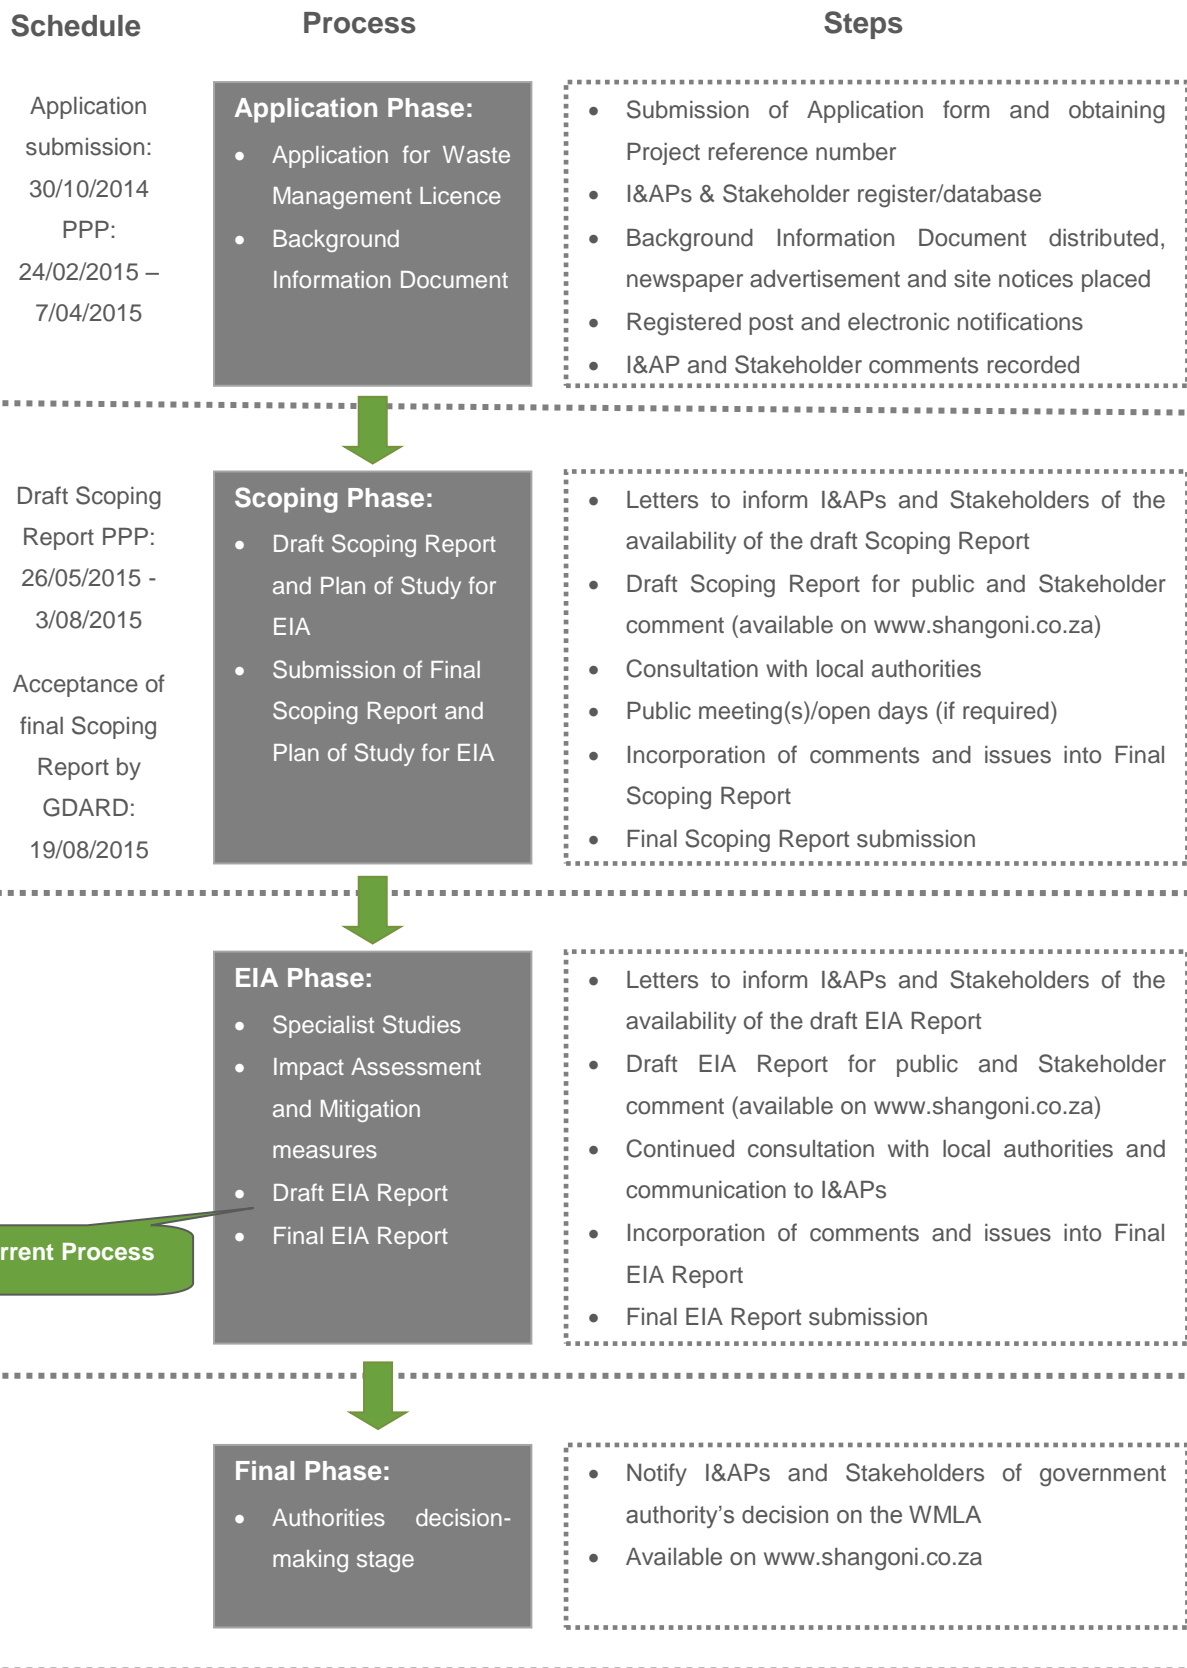 Schedule
Process
Steps
Application
submission:
30/10/2014
PPP:
24/02/2015 –
7/04/2015
Application Phase:
• Application for Waste
Management Licence
• Background
Information Document
• Submission of Application form and obtaining
Project reference number
• I&APs & Stakeholder register/database
• Background Information Document distributed,
newspaper advertisement and site notices placed
• Registered post and electronic notifications
• I&AP and Stakeholder comments recorded
Draft Scoping
Report PPP:
26/05/2015 -
3/08/2015
Acceptance of
final Scoping
Report by
GDARD:
19/08/2015
Scoping Phase:
• Draft Scoping Report
and Plan of Study for
EIA
• Submission of Final
Scoping Report and
Plan of Study for EIA
• Letters to inform I&APs and Stakeholders of the
availability of the draft Scoping Report
• Draft Scoping Report for public and Stakeholder
comment (available on www.shangoni.co.za)
• Consultation with local authorities
• Public meeting(s)/open days (if required)
• Incorporation of comments and issues into Final
Scoping Report
• Final Scoping Report submission
EIA Phase:
• Specialist Studies
• Impact Assessment
and Mitigation
measures
• Draft EIA Report
• Final EIA Report
rrent Process
• Letters to inform I&APs and Stakeholders of the
availability of the draft EIA Report
• Draft EIA Report for public and Stakeholder
comment (available on www.shangoni.co.za)
• Continued consultation with local authorities and
communication to I&APs
• Incorporation of comments and issues into Final
EIA Report
• Final EIA Report submission
Final Phase:
• Authorities decision-
making stage
• Notify I&APs and Stakeholders of government
authority’s decision on the WMLA
• Available on www.shangoni.co.za